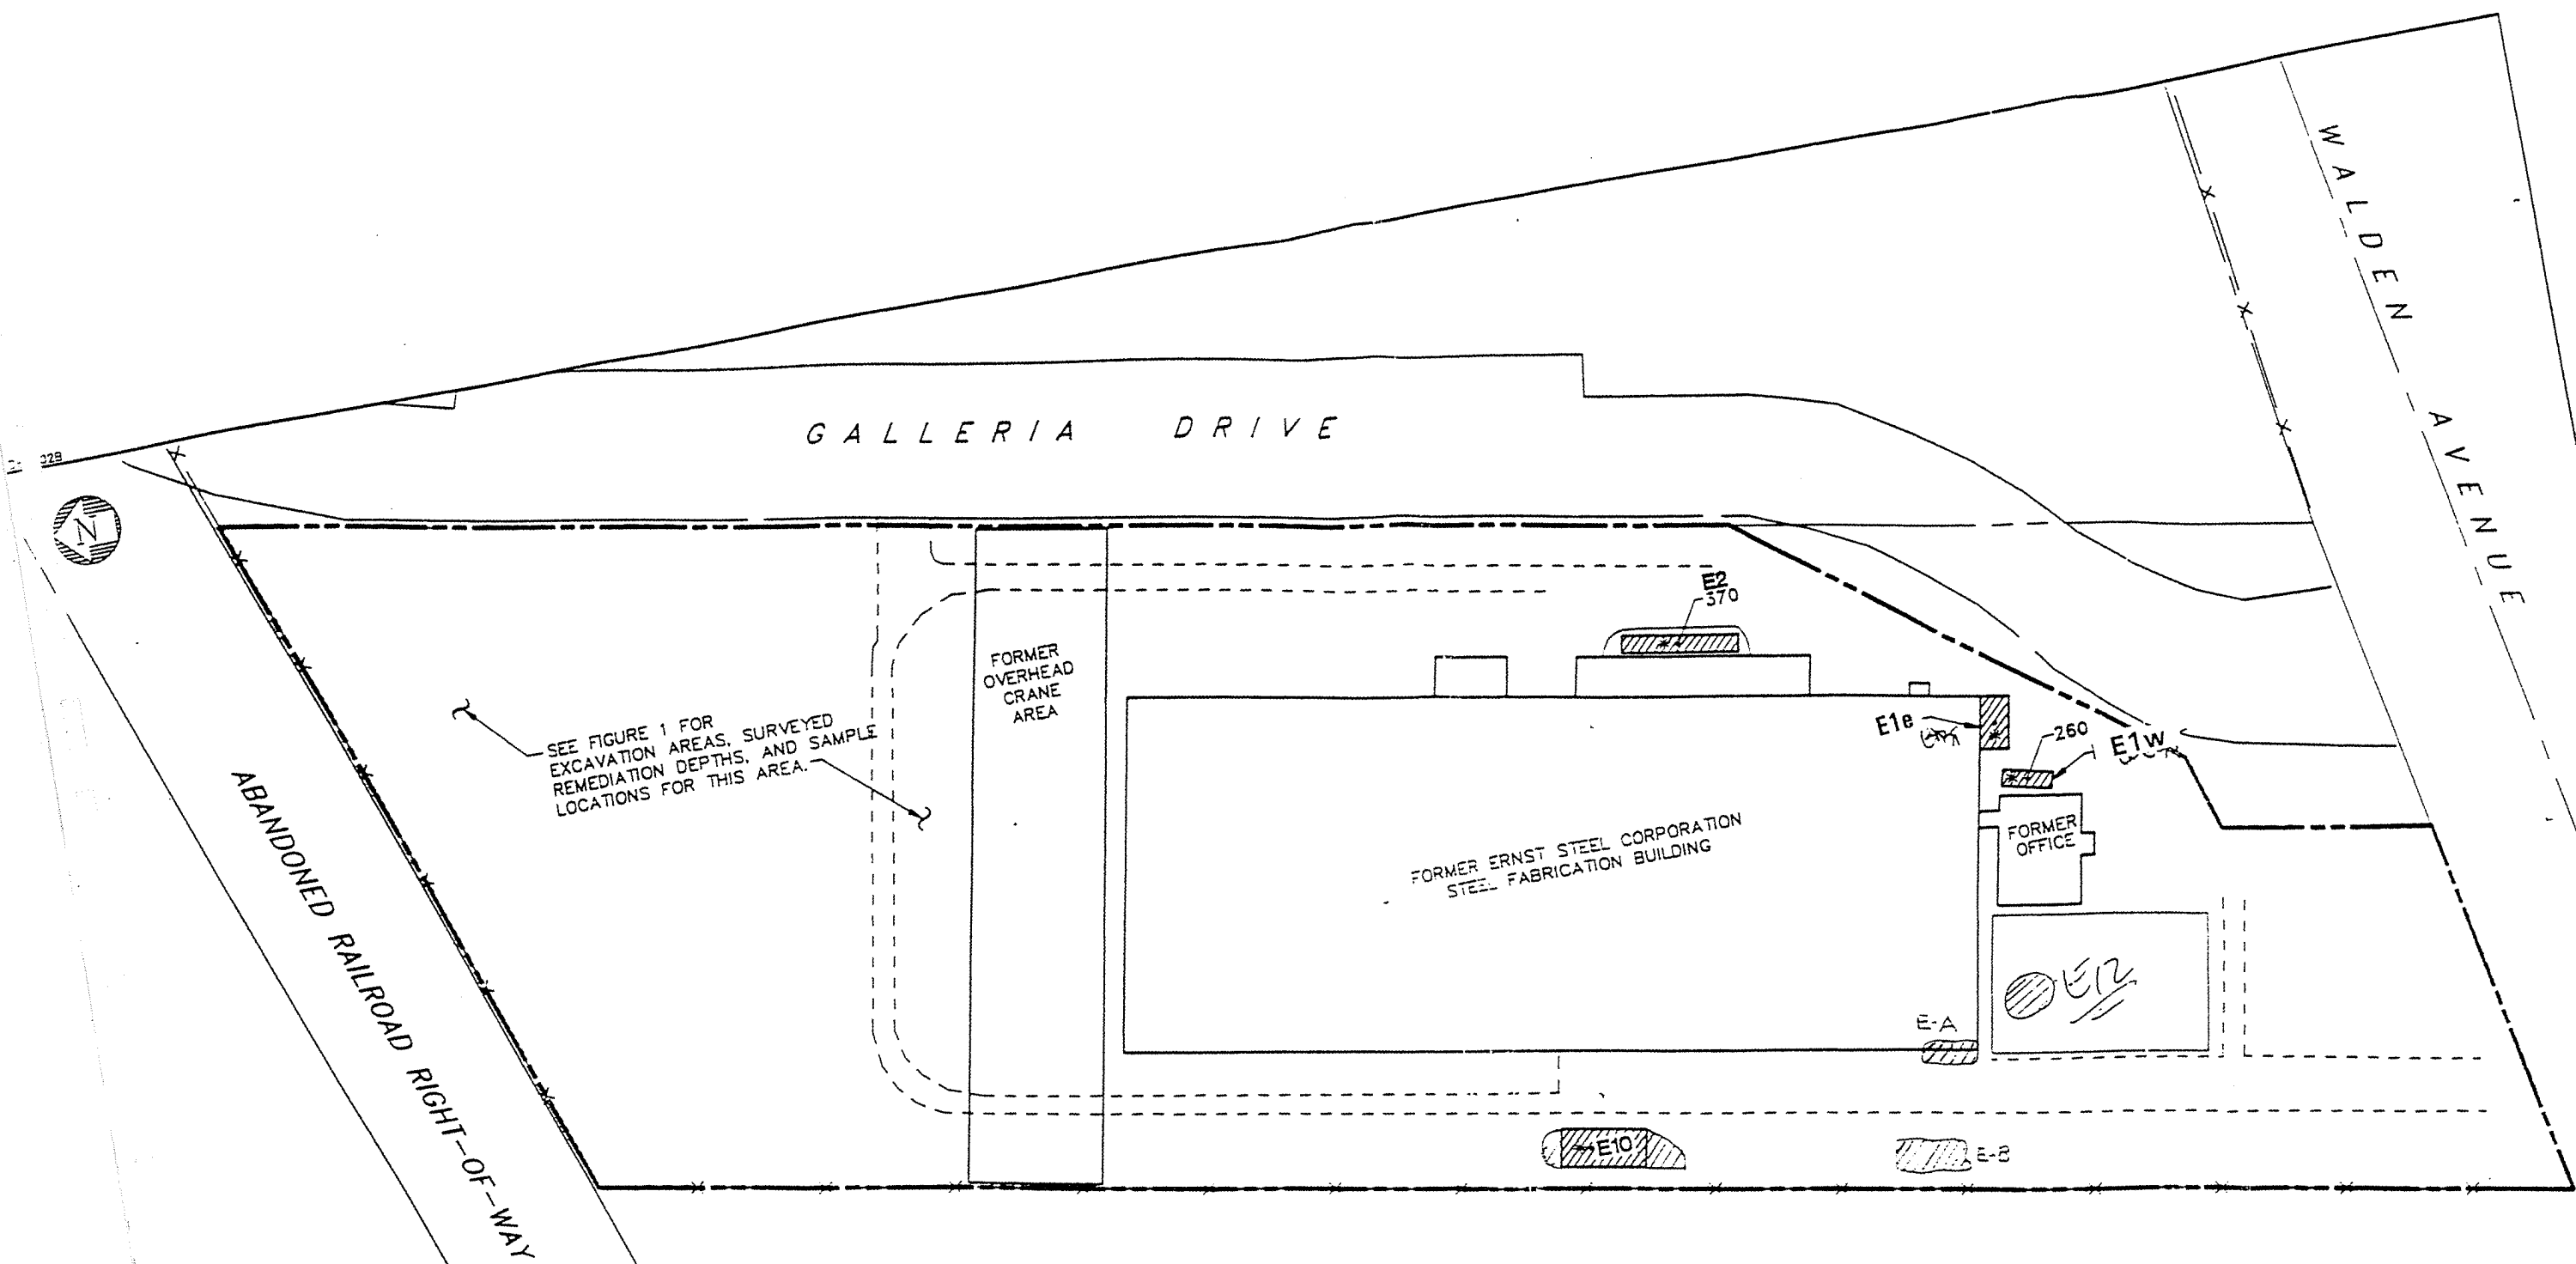 WALDEN AVENUE
GALLERIA DRIVE
N
E2
370
FORMER
OVERHEAD
CRANE
AREA
SEE FIGURE 1 FOR
EXCAVATION AREAS, SURVEYED
REMEDIATION DEPTHS, AND SAMPLE
LOCATIONS FOR THIS AREA.
E1e
260
E1w
ABANDONED RAILROAD RIGHT-OF-WAY
FORMER ERNST STEEL CORPORATION
STEEL FABRICATION BUILDING
FORMER
OFFICE
E12
E-A
E10
E-B